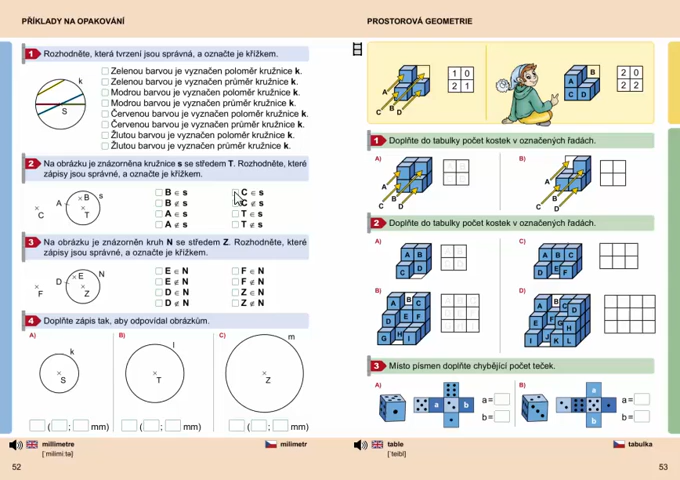 PŘÍKLADY NA OPAKOVÁNÍ
1 Rozhodněte, která tvrzení jsou správná, a označte je křížkem.
k
S
Zelenou barvou je vyznačen poloměr kružnice k.
Zelenou barvou je vyznačen průměr kružnice k.
Modrou barvou je vyznačen poloměr kružnice k.
Modrou barvou je vyznačen průměr kružnice k.
Červenou barvou je vyznačen poloměr kružnice k.
Červenou barvou je vyznačen průměr kružnice k.
Žlutou barvou je vyznačen poloměr kružnice k.
Žlutou barvou je vyznačen průměr kružnice k.
2 Na obrázku je znázorněna kružnice s se středem T. Rozhodněte, které
zápisy jsou správné, a označte je křížkem.
A B s
C T
B ∈ s C ∈ s
B ∉ s C ∉ s
A ∈ s T ∈ s
A ∉ s T ∉ s
3 Na obrázku je znázorněn kruh N se středem Z. Rozhodněte, které
zápisy jsou správné, a označte je křížkem.
D E N
F Z
E ∈ N F ∈ N
E ∉ N F ∉ N
D ∈ N Z ∈ N
D ∉ N Z ∉ N
4 Doplňte zápis tak, aby odpovídal obrázkům.
A) B) C)
k l m
S T Z
( ; mm) ( ; mm) ( ; mm)
millimetre milimetr
[ˈmilimiːtə]
52
PROSTOROVÁ GEOMETRIE
A
C B D
1 0
2 1
B
A
C D
2 0
2 2
1 Doplňte do tabulky počet kostek v označených řadách.
A) B)
A
B
C D
A
B
C D
2 Doplňte do tabulky počet kostek v označených řadách.
A) C)
A B
C D
A B C
D E F
B) D)
A B C
D E F
G H I
A B C D
E F G H
I J K L
3 Místo písmen doplňte chybějící počet teček.
A) a b a =
b =
B) a b a =
b =
table tabulka
[ˈteibl]
53